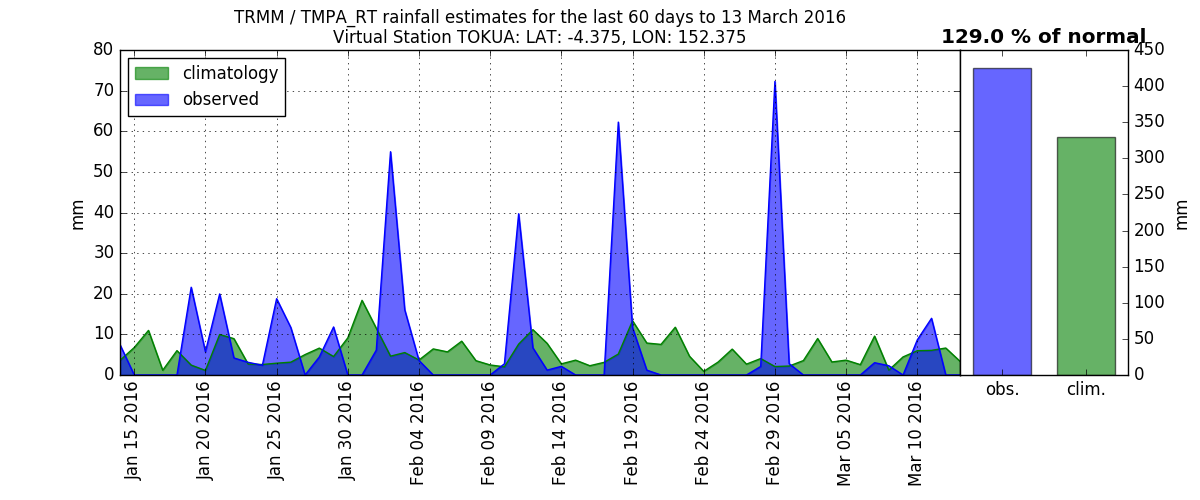 TRMM / TMPA_RT rainfall estimates for the last 60 days to 13 March 2016
Virtual Station TOKUA: LAT: -4.375, LON: 152.375
129.0 % of normal
climatology
observed
80
70
60
50
40
30
20
10
0
mm
Jan 15 2016
Jan 20 2016
Jan 25 2016
Jan 30 2016
Feb 04 2016
Feb 09 2016
Feb 14 2016
Feb 19 2016
Feb 24 2016
Feb 29 2016
Mar 05 2016
Mar 10 2016
450
400
350
300
250
200
150
100
50
0
mm
obs.
clim.